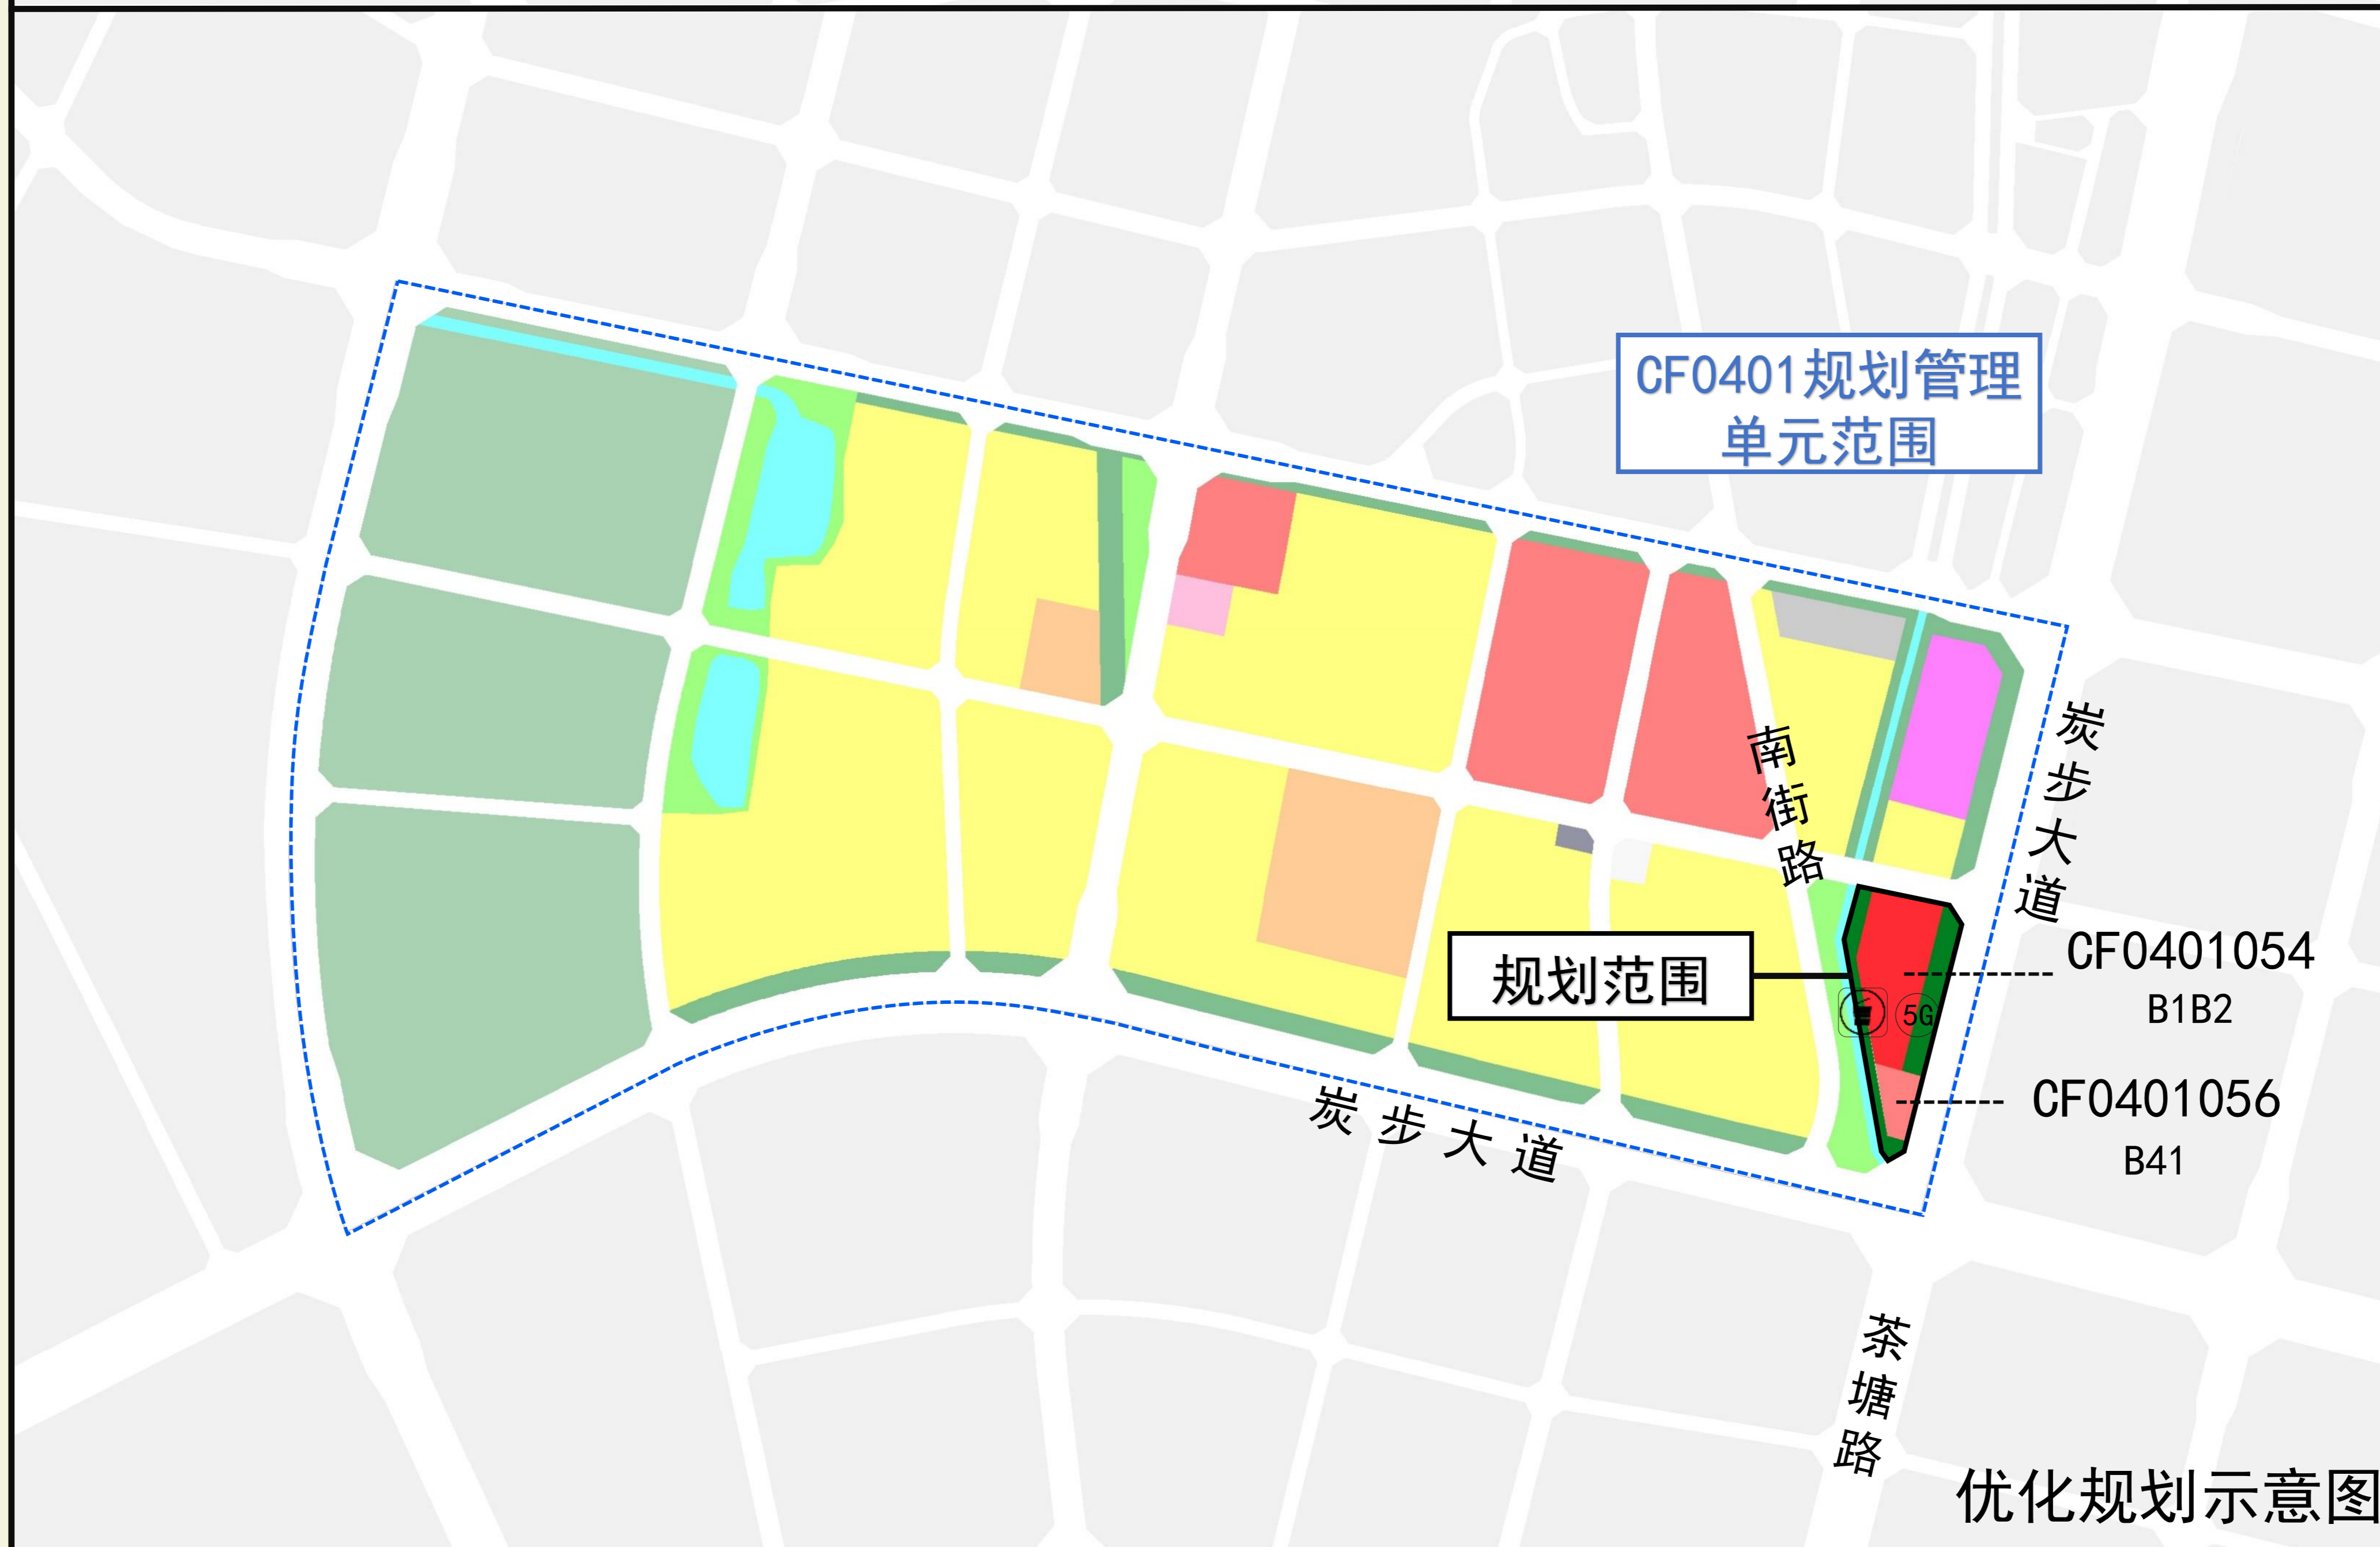 CF0401规划管理
单元范围
南街路
炭步大道
规划范围
CF0401054
B1B2
5G
CF0401056
B41
炭步大道
茶塘路
优化规划示意图